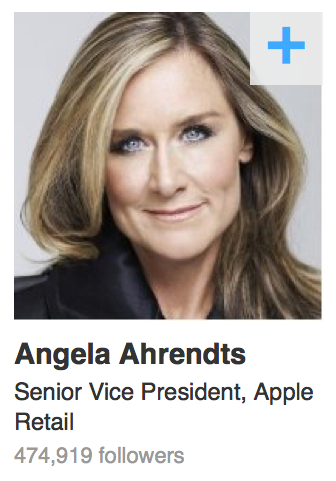 Angela Ahrendts
Senior Vice President, Apple
Retail
474,919 followers